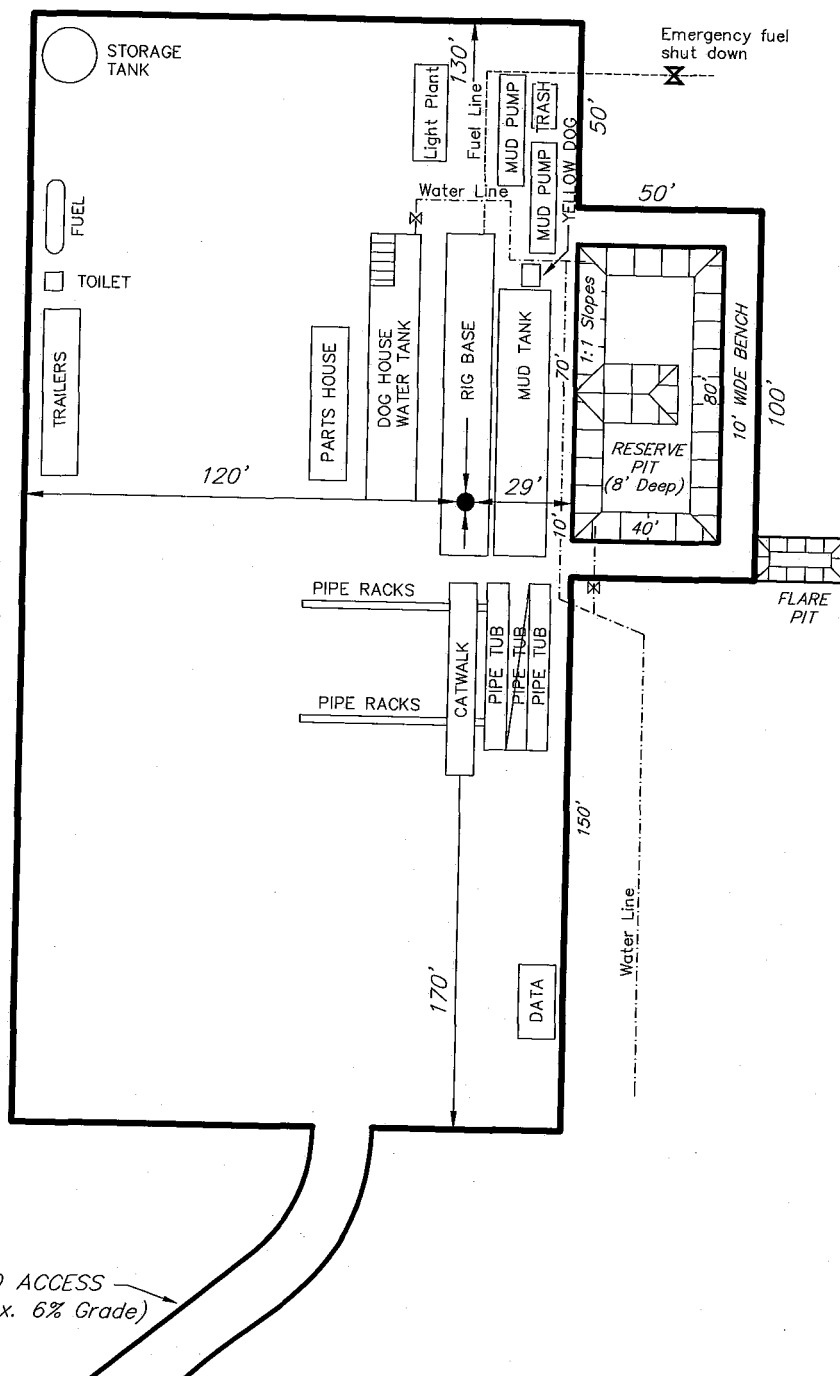 STORAGE
TANK
130'
Emergency fuel
shut down
Light Plant
Fuel Line
MUD PUMP
TRASH
50'
MUD PUMP
YELLOW DOG
FUEL
Water Line
50'
TOILET
TRAILERS
PARTS HOUSE
DOG HOUSE
WATER TANK
RIG BASE
MUD TANK
70'
1:1 Slopes
80'
10' WIDE BENCH
100'
RESERVE
PIT
(8' Deep)
120'
29'
10'
40'
FLARE
PIT
PIPE RACKS
CATWALK
PIPE TUB
PIPE TUB
PIPE TUB
PIPE RACKS
150'
Water Line
170'
DATA
ACCESS
x. 6% Grade)